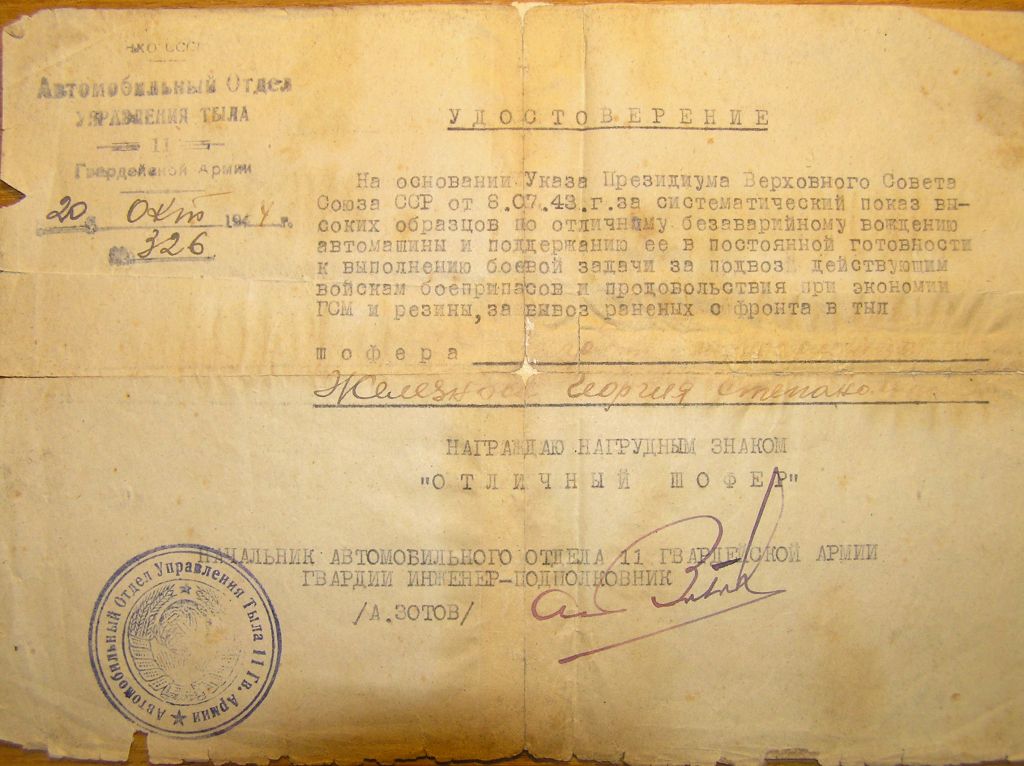 НКО СССР
Автомобильный Отдел
УПРАВЛЕНИЯ ТЫЛА
11
Гвардейской Армии
20 Окт 1944 г.
№ 326
УДОСТОВЕРЕНИЕ
На основании Указа Президиума Верховного Совета
Союза ССР от 8.07.43.г.за систематический показ вы-
соких образцов по отличному безаварийному вождению
автомашины и поддержанию ее в постоянной готовности
к выполнению боевой задачи за подвоз действующим
войскам боеприпасов и продовольствия при экономии
ГСМ и резины,за вывоз раненых с фронта в тыл
шофера
Железнова Георгия
НАГРАЖДАЮ НАГРУДНЫМ ЗНАКОМ
"ОТЛИЧНЫЙ ШОФЕР"
НАЧАЛЬНИК АВТОМОБИЛЬНОГО ОТДЕЛА 11 ГВАРДЕЙСКОЙ АРМИИ
ГВАРДИИ ИНЖЕНЕР-ПОДПОЛКОВНИК
/А.ЗОТОВ/
Автомобильный Отдел Управления Тыла 11 Гв. Армии